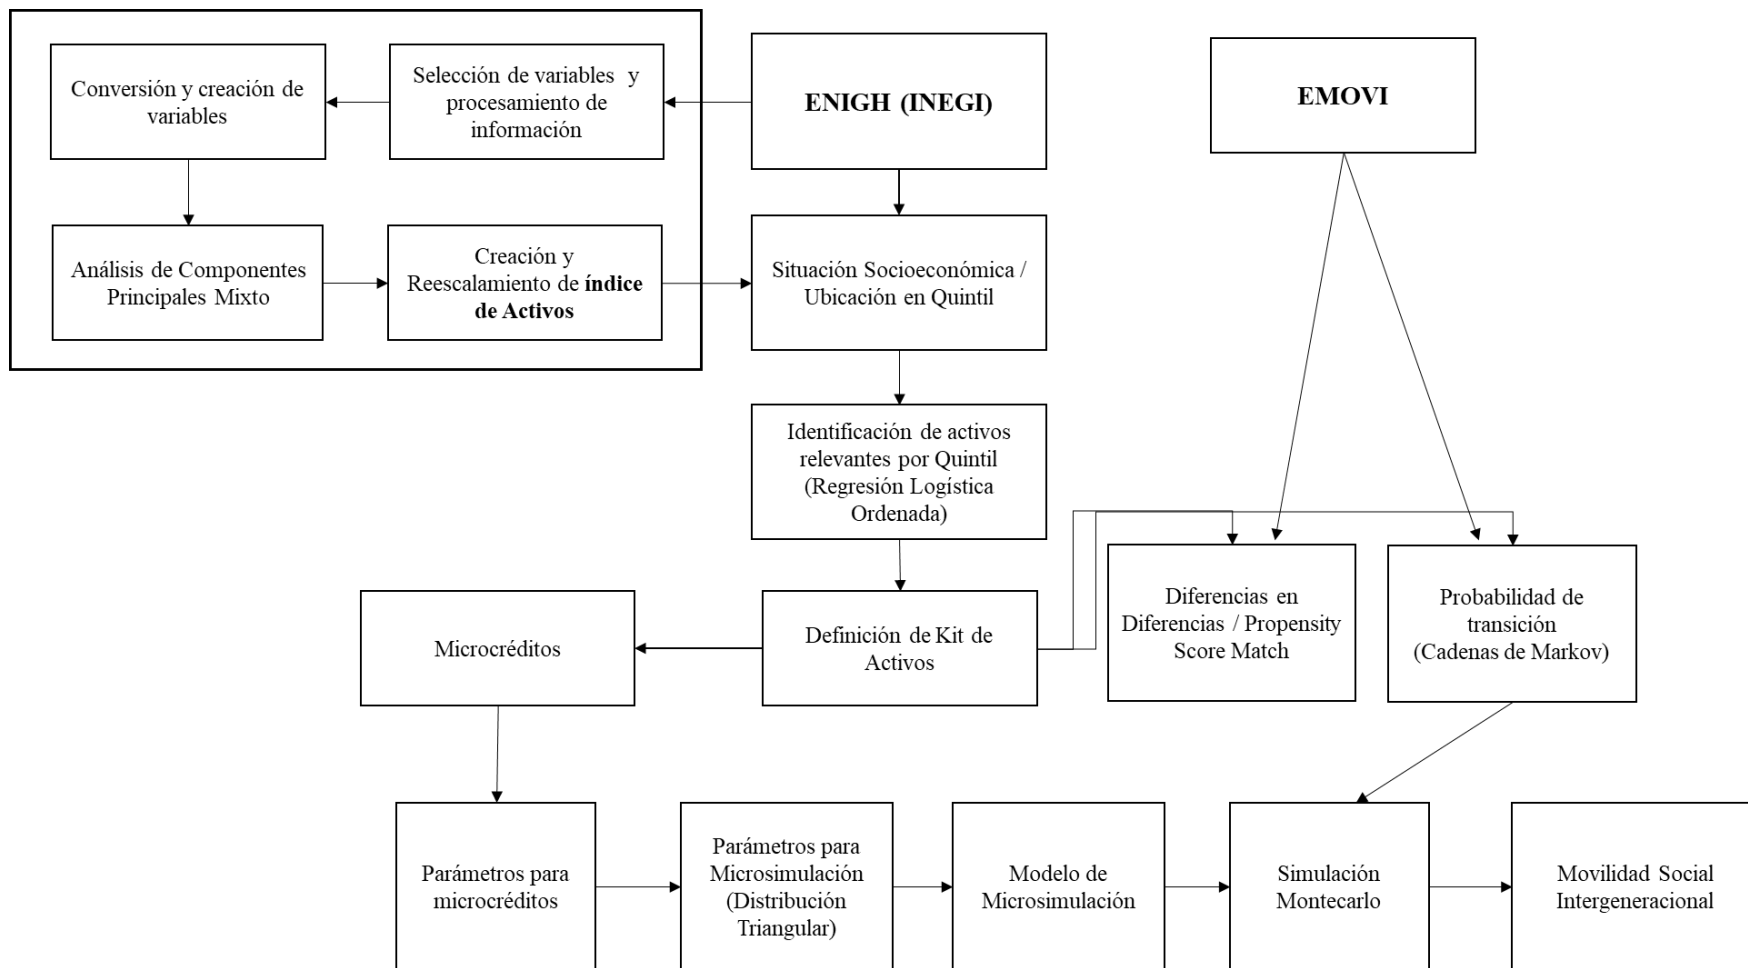 Conversión y creación de
variables
Selección de variables y
procesamiento de
información
ENIGH (INEGI)
EMOVI
Análisis de Componentes
Principales Mixto
Creación y
Reescalamiento de índice
de Activos
Situación Socioeconómica /
Ubicación en Quintil
Identificación de activos
relevantes por Quintil
(Regresión Logística
Ordenada)
Microcréditos
Definición de Kit de
Activos
Diferencias en
Diferencias / Propensity
Score Match
Probabilidad de
transición
(Cadenas de Markov)
Parámetros para
microcréditos
Parámetros para
Microsimulación
(Distribución
Triangular)
Modelo de
Microsimulación
Simulación
Montecarlo
Movilidad Social
Intergeneracional